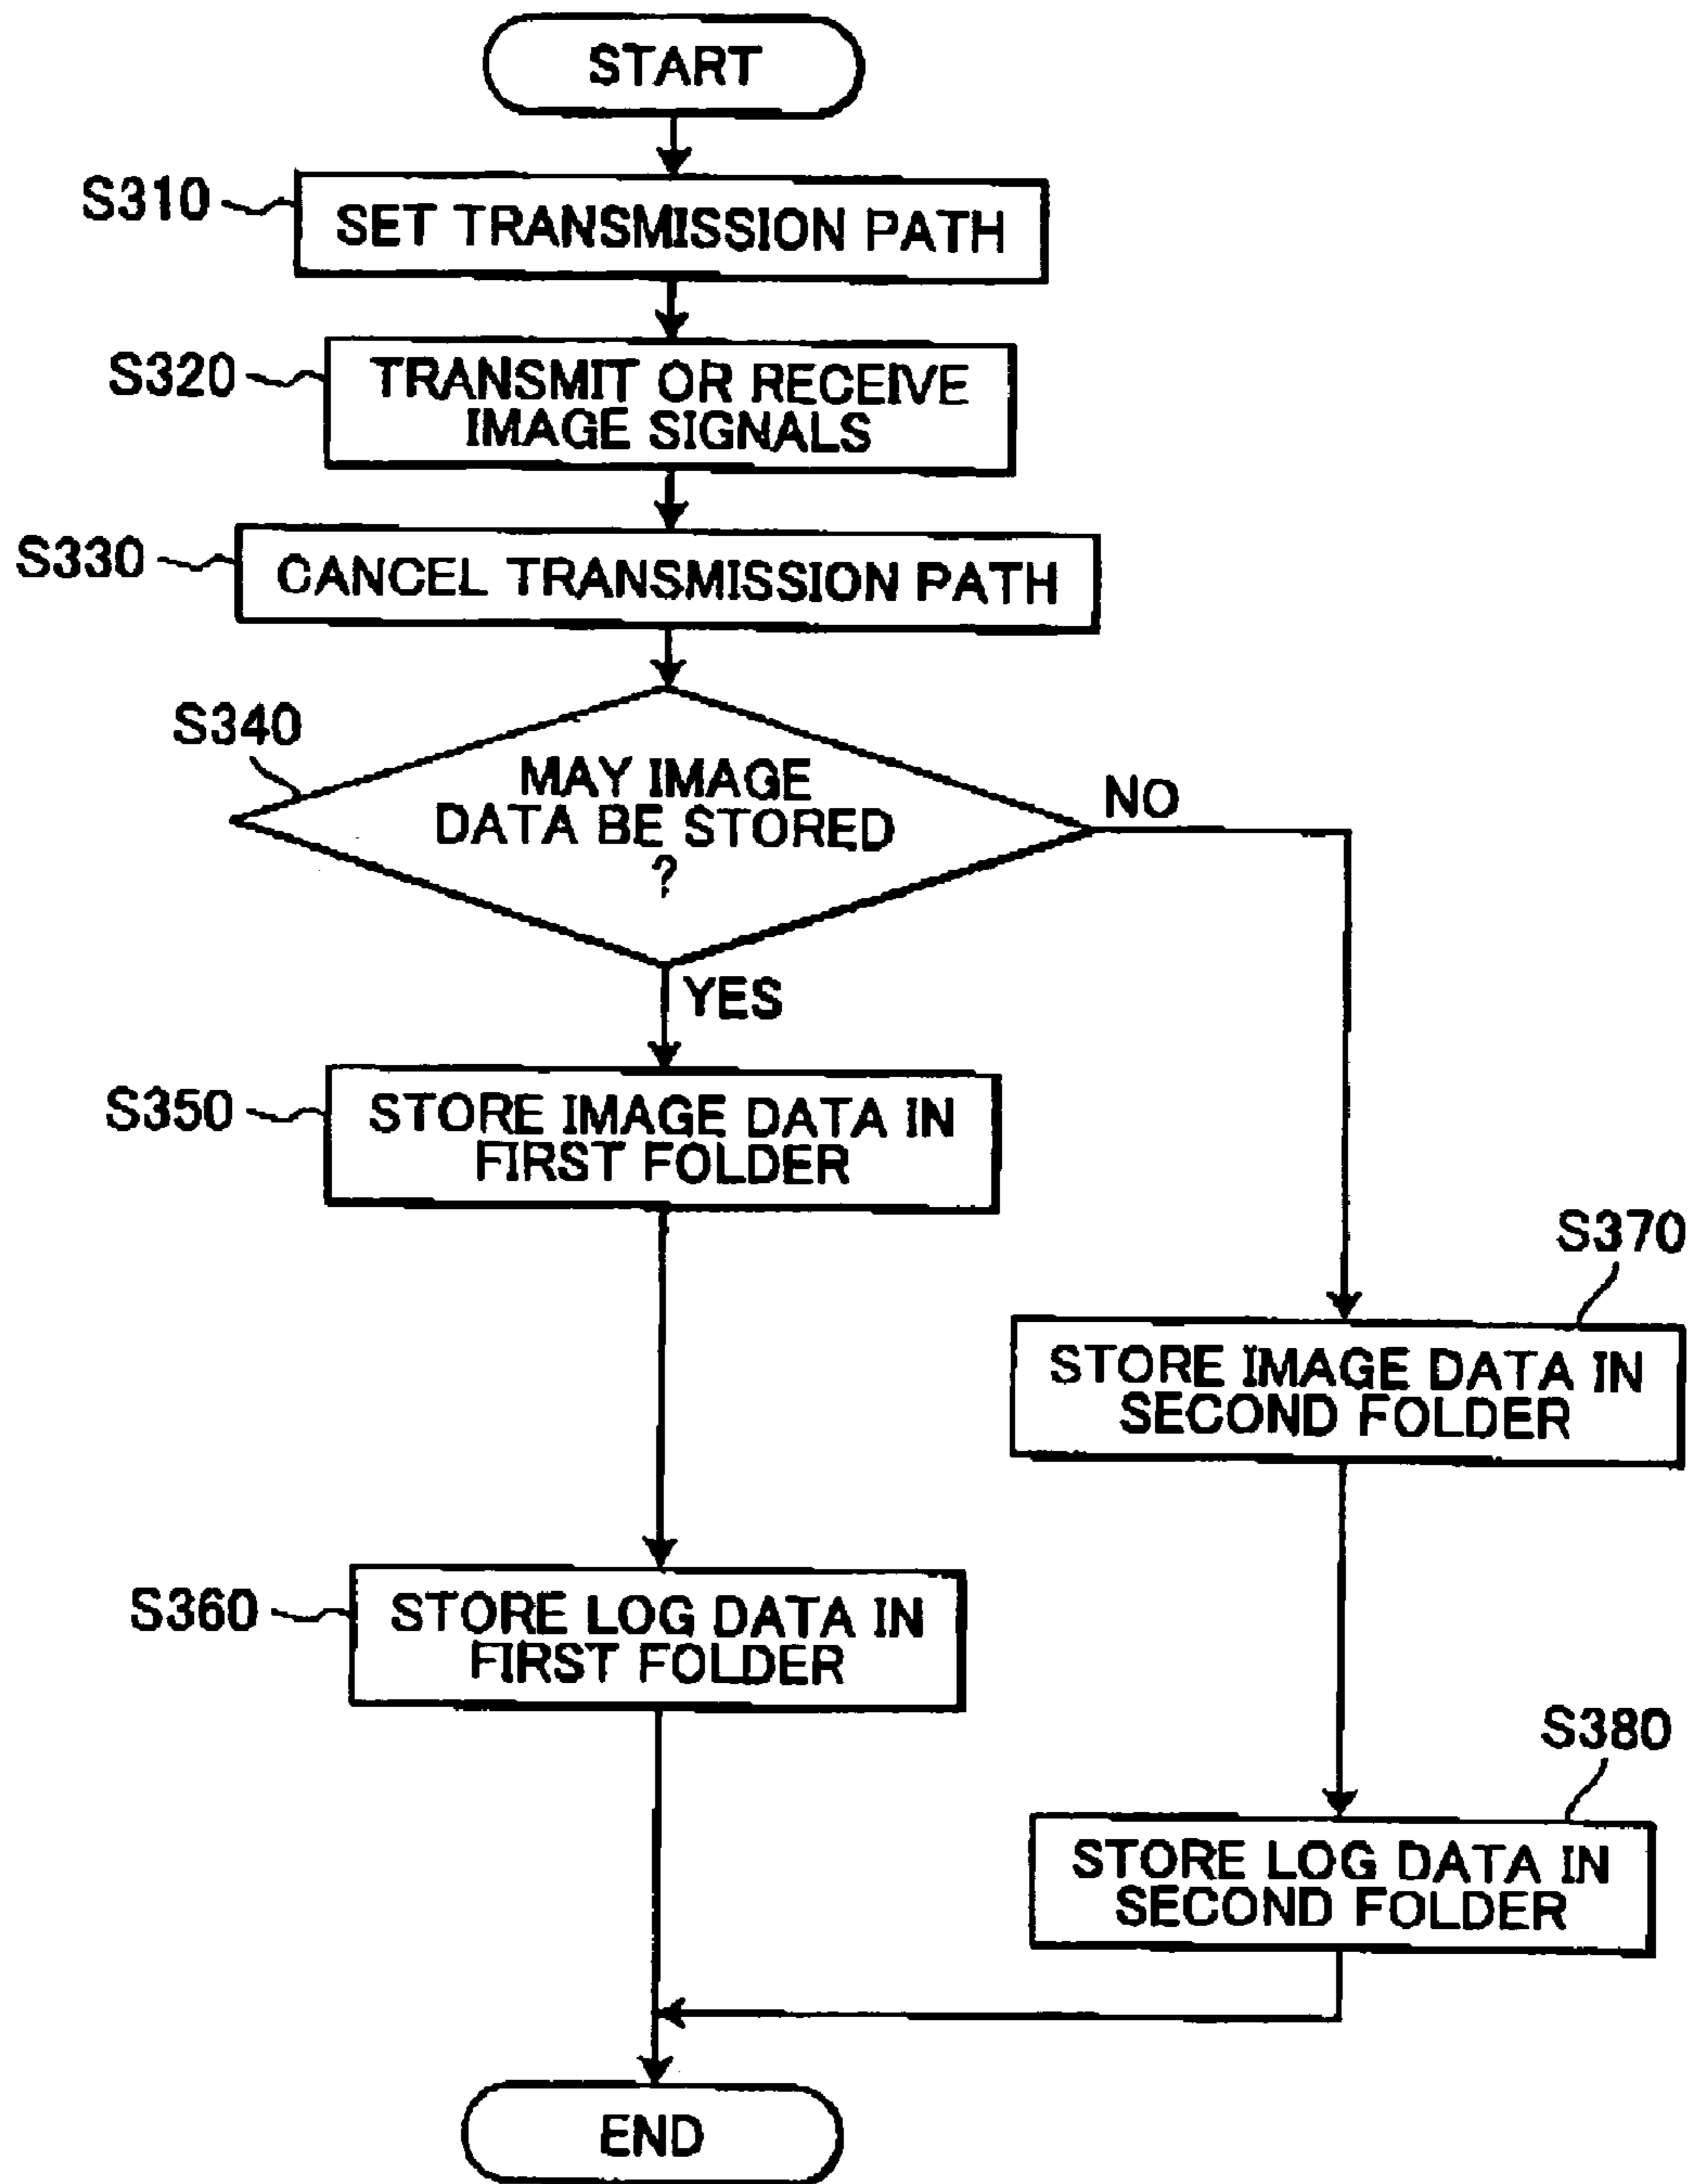 START
S310
SET TRANSMISSION PATH
S320
TRANSMIT OR RECEIVE
IMAGE SIGNALS
S330
CANCEL TRANSMISSION PATH
S340
MAY IMAGE
DATA BE STORED
?
NO
YES
S350
STORE IMAGE DATA IN
FIRST FOLDER
S370
STORE IMAGE DATA IN
SECOND FOLDER
S360
STORE LOG DATA IN
FIRST FOLDER
S380
STORE LOG DATA IN
SECOND FOLDER
END